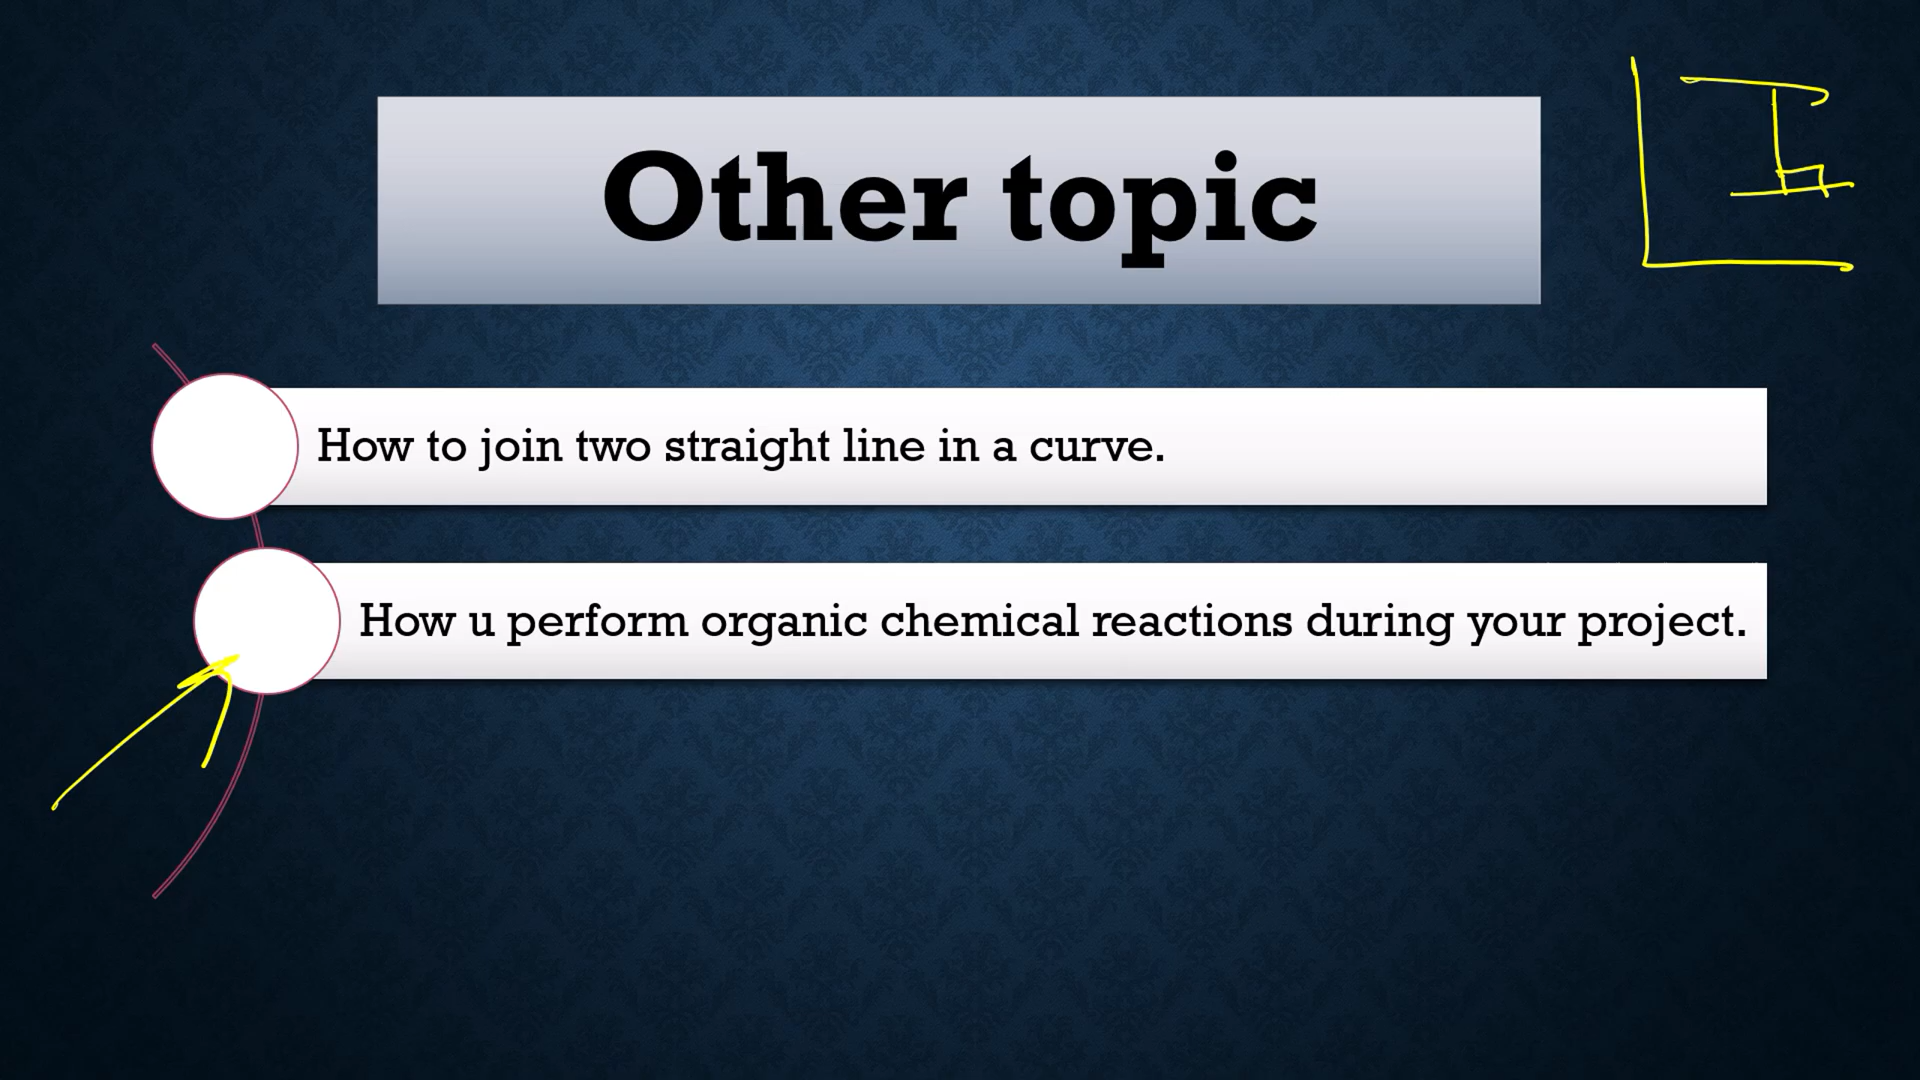 Other topic
How to join two straight line in a curve.
How u perform organic chemical reactions during your project.